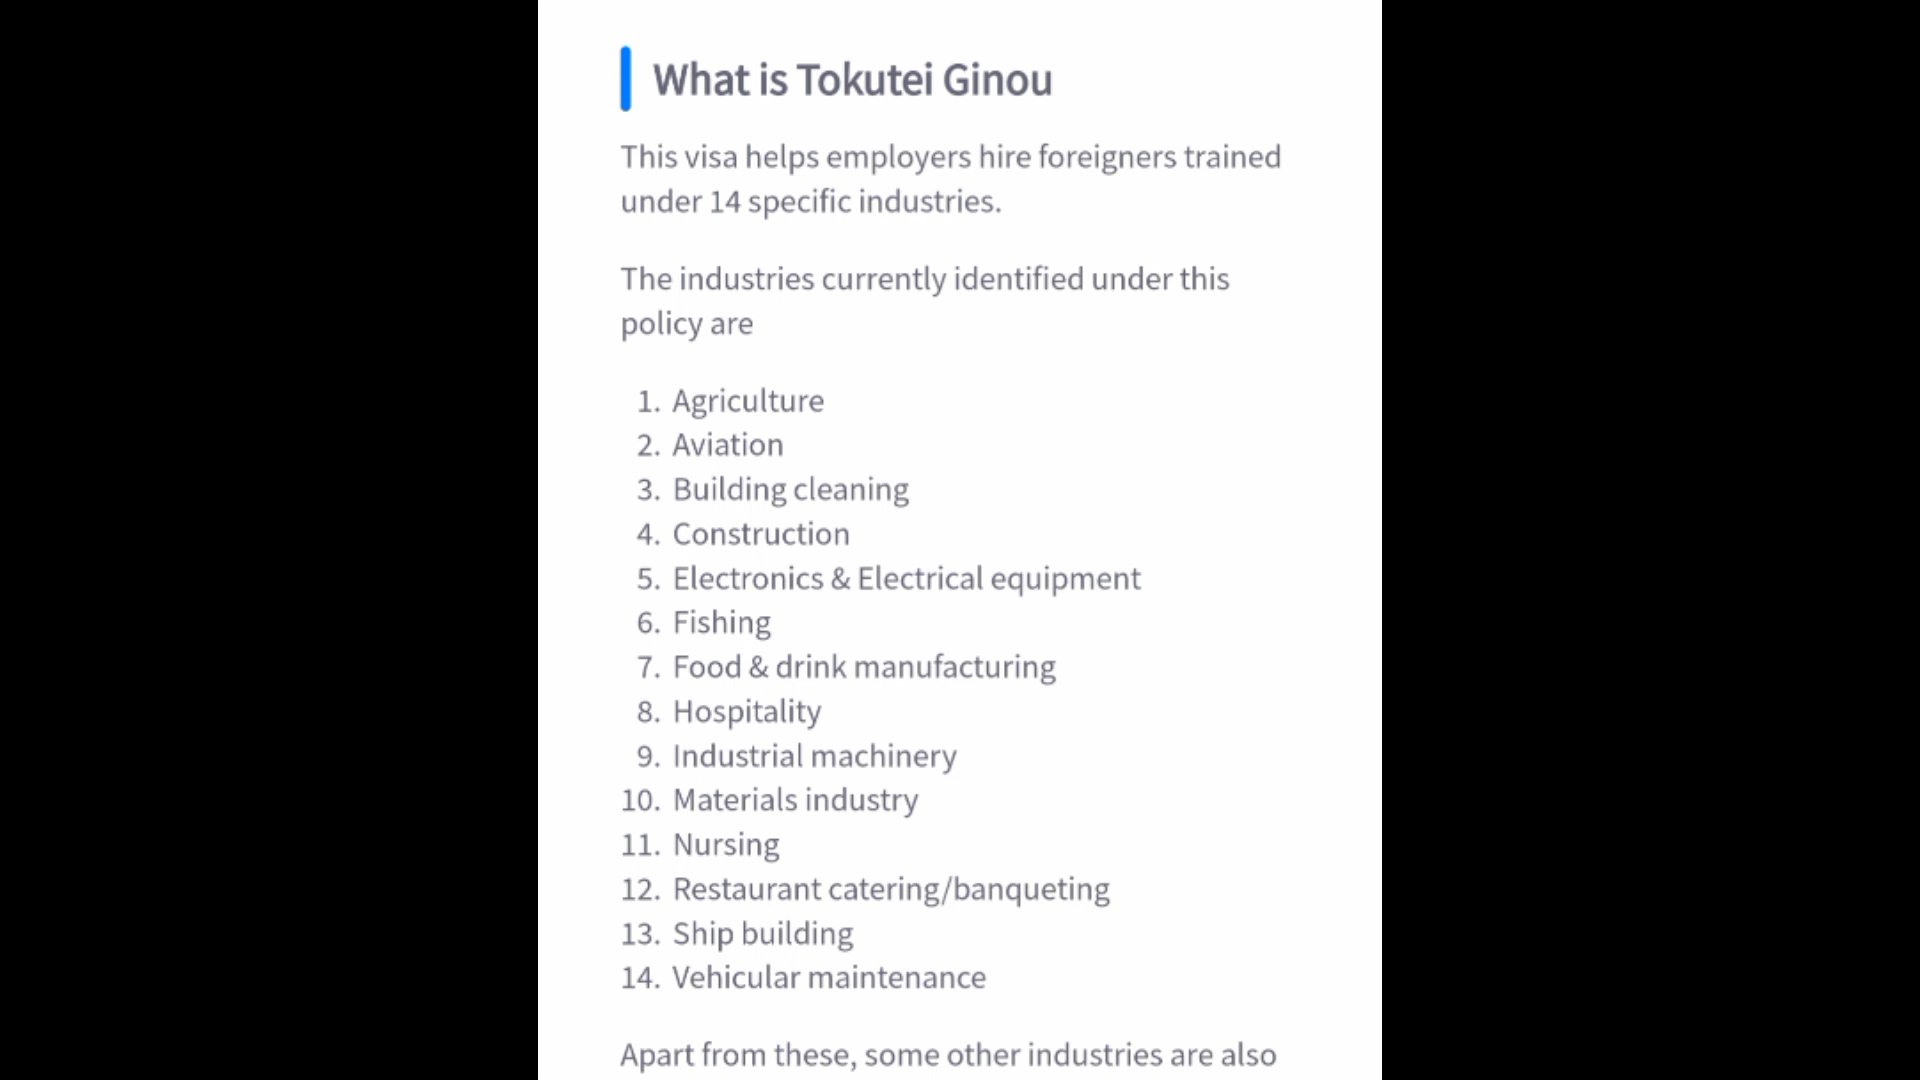 What is Tokutei Ginou
This visa helps employers hire foreigners trained
under 14 specific industries.
The industries currently identified under this
policy are
1. Agriculture
2. Aviation
3. Building cleaning
4. Construction
5. Electronics & Electrical equipment
6. Fishing
7. Food & drink manufacturing
8. Hospitality
9. Industrial machinery
10. Materials industry
11. Nursing
12. Restaurant catering/banqueting
13. Ship building
14. Vehicular maintenance
Apart from these, some other industries are also